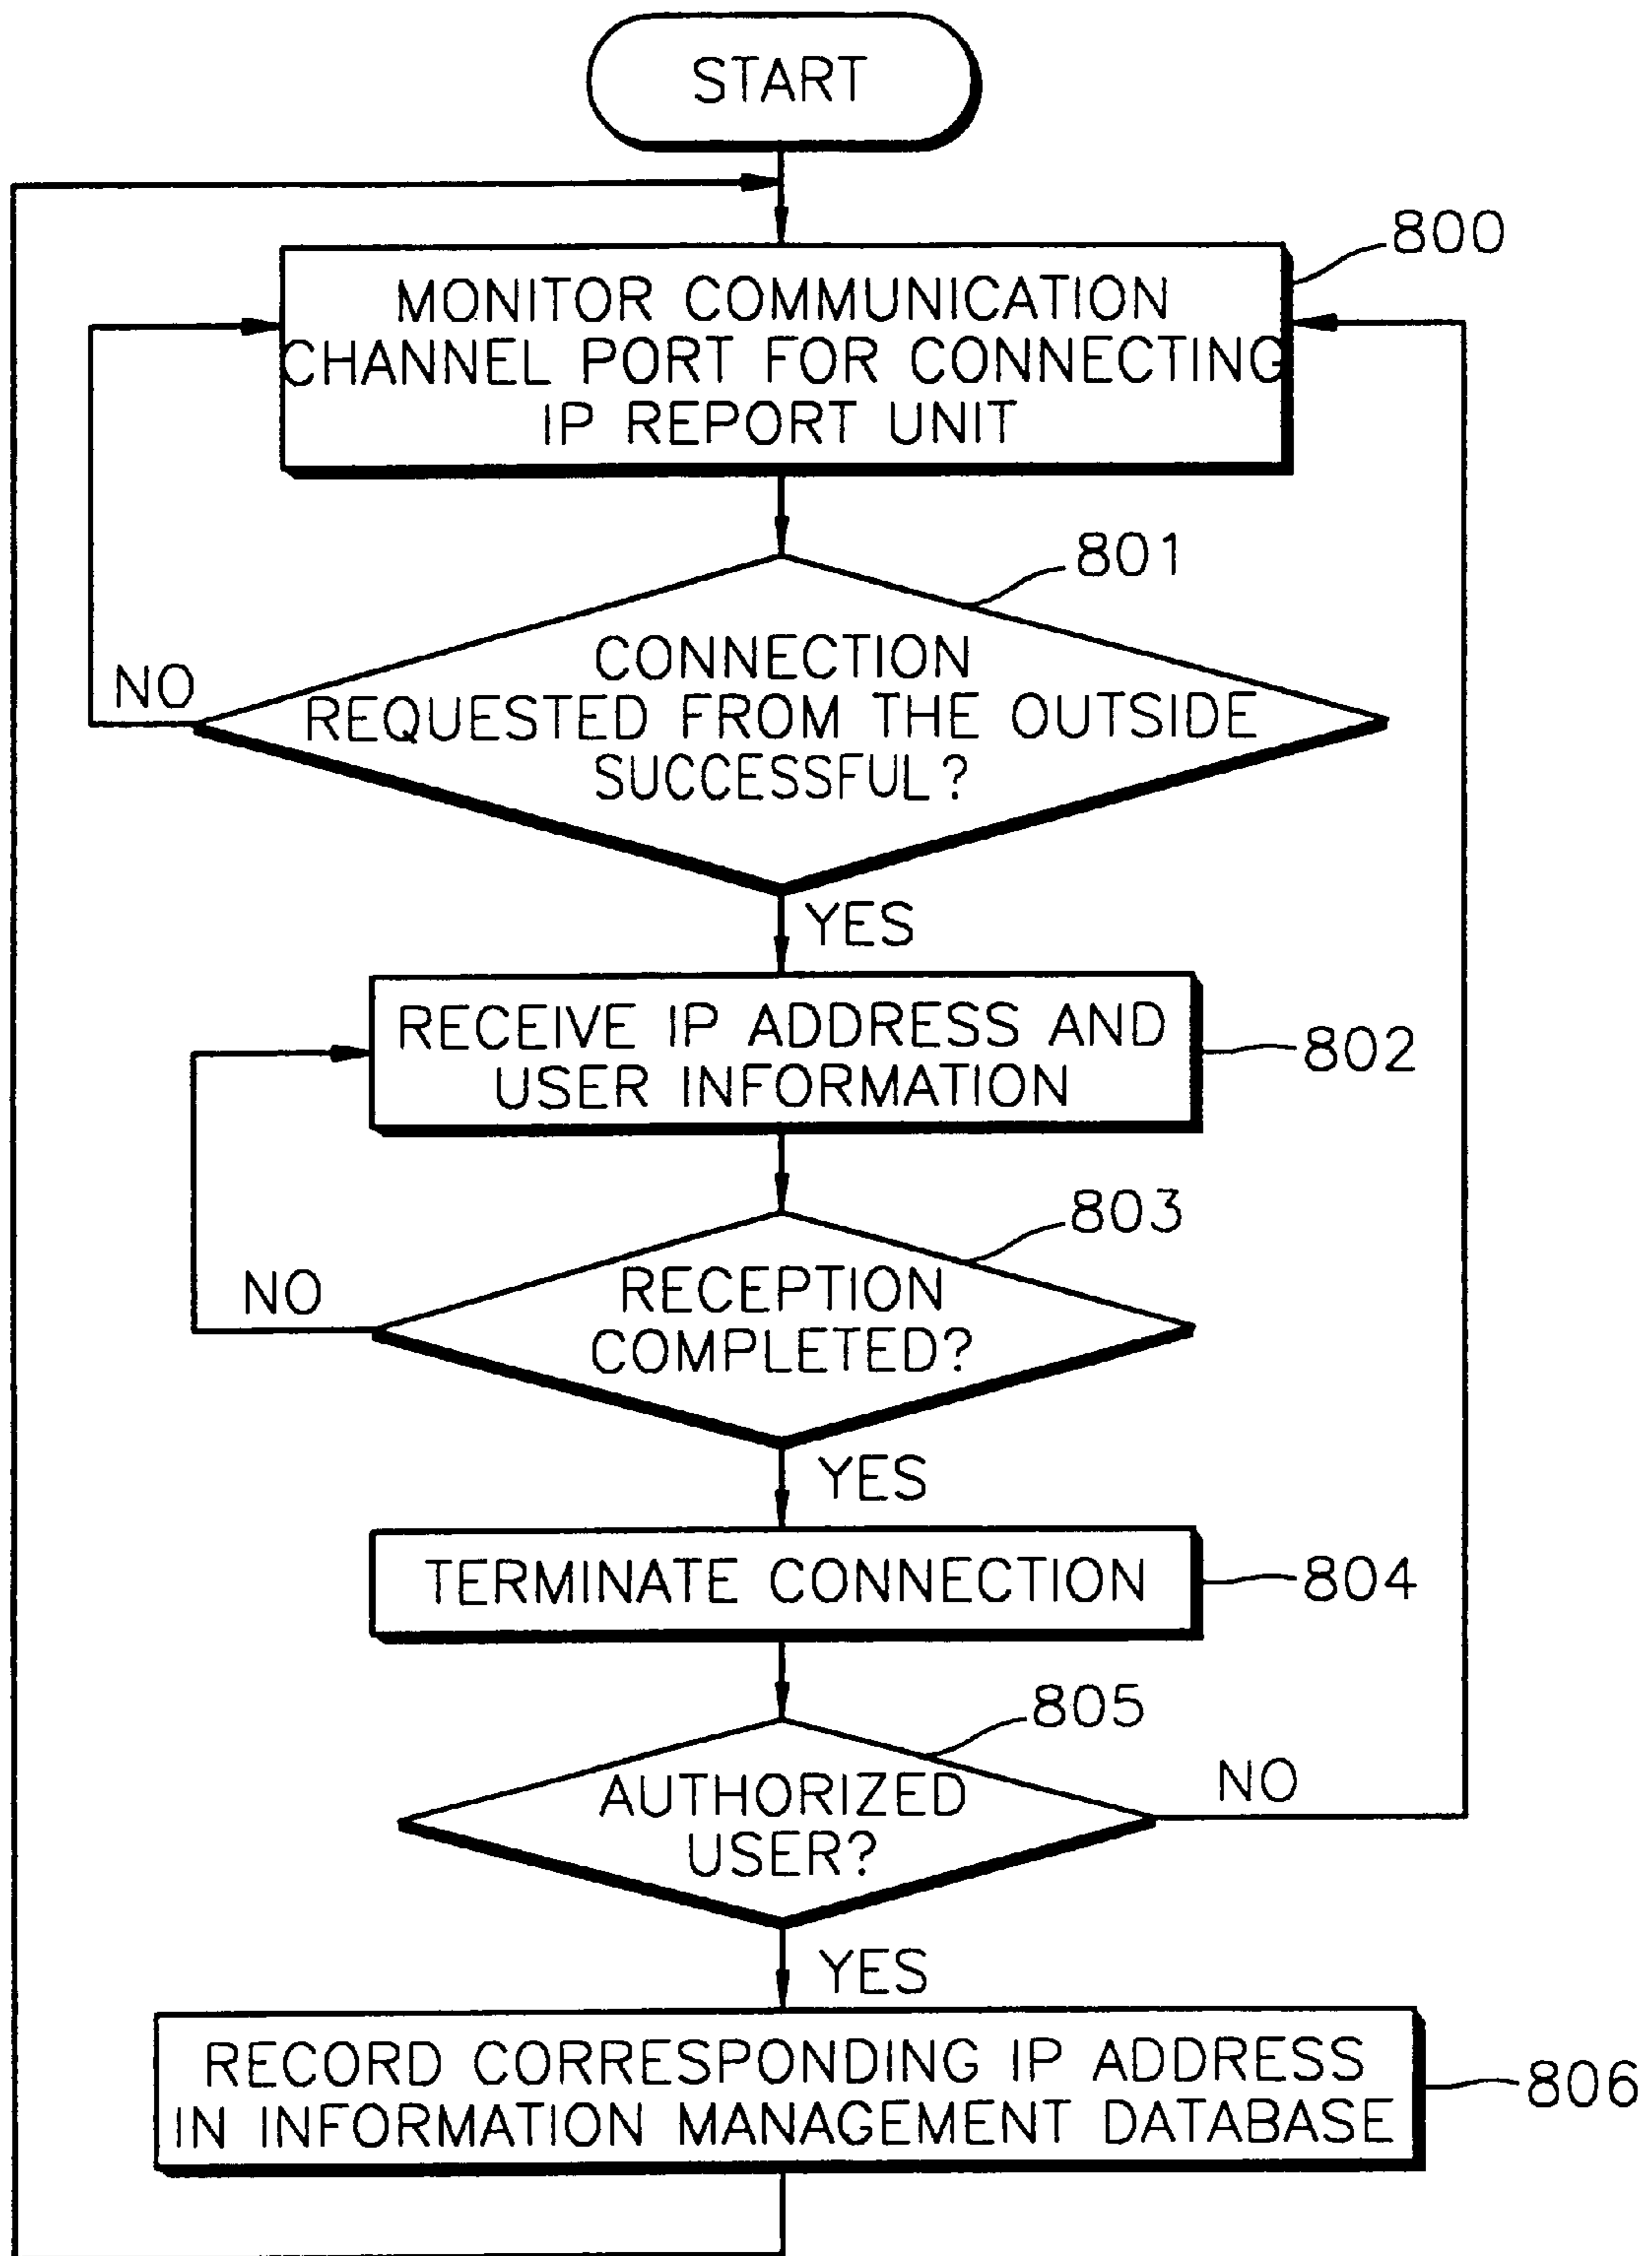 START
800
MONITOR COMMUNICATION
CHANNEL PORT FOR CONNECTING
IP REPORT UNIT
801
CONNECTION
REQUESTED FROM THE OUTSIDE
SUCCESSFUL?
NO
YES
RECEIVE IP ADDRESS AND
USER INFORMATION
802
803
RECEPTION
COMPLETED?
NO
YES
TERMINATE CONNECTION
804
805
AUTHORIZED
USER?
NO
YES
RECORD CORRESPONDING IP ADDRESS
IN INFORMATION MANAGEMENT DATABASE
806